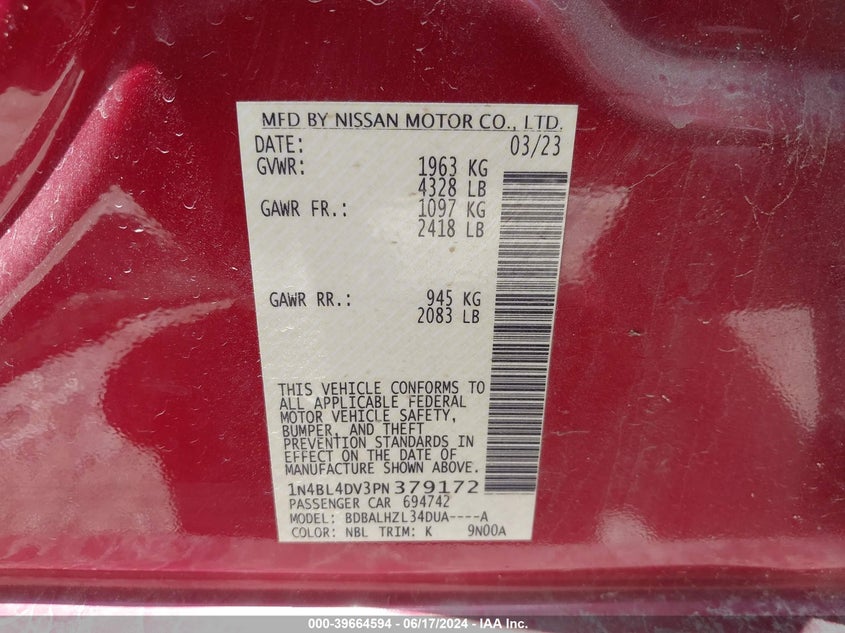 MFD BY NISSAN MOTOR CO., LTD.
DATE: 03/23
GVWR: 1963 KG
4328 LB
GAWR FR.: 1097 KG
2418 LB
GAWR RR.: 945 KG
2083 LB
THIS VEHICLE CONFORMS TO
ALL APPLICABLE FEDERAL
MOTOR VEHICLE SAFETY,
BUMPER, AND THEFT
PREVENTION STANDARDS IN
EFFECT ON THE DATE OF
MANUFACTURE SHOWN ABOVE.
1N4BL4DV3PN379172
PASSENGER CAR 694742
MODEL: BDBALHZL34DUA----A
COLOR: NBL TRIM: K 9N00A
000-39664594 - 06/17/2024 - IAA Inc.